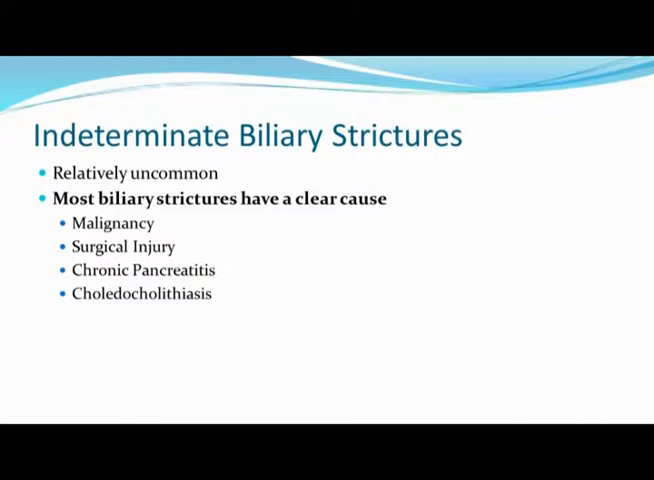 Indeterminate Biliary Strictures
Relatively uncommon
Most biliary strictures have a clear cause
Malignancy
Surgical Injury
Chronic Pancreatitis
Choledocholithiasis